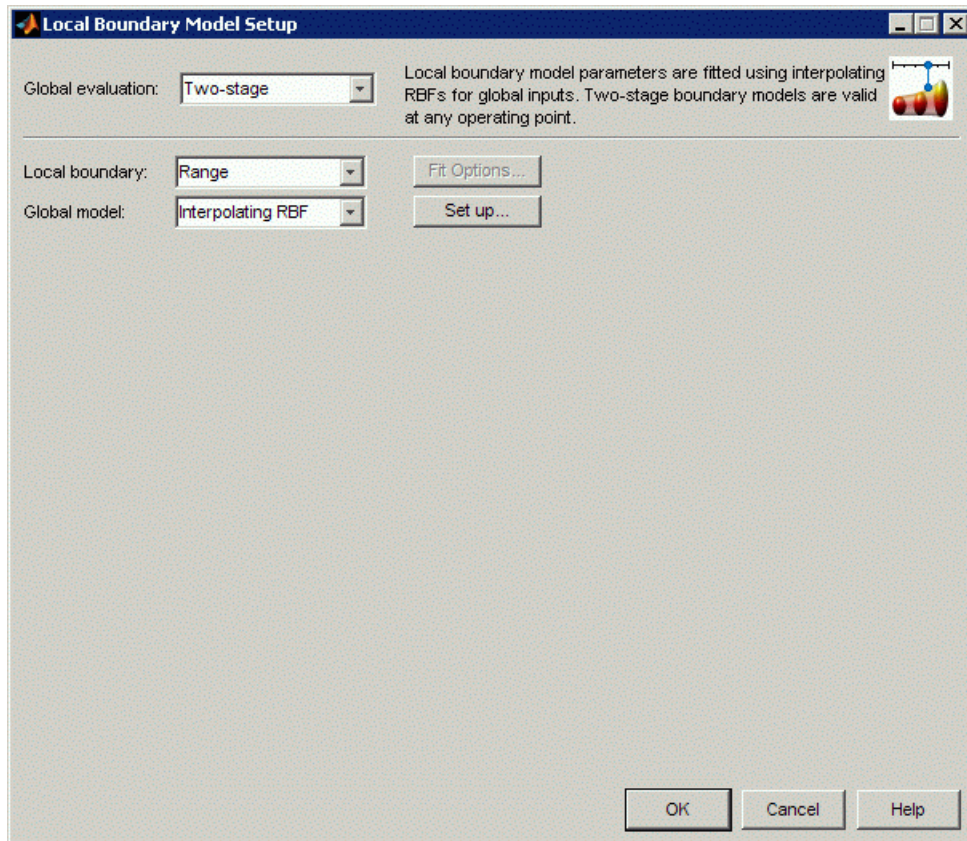 Local Boundary Model Setup
Global evaluation: Two-stage
Local boundary model parameters are fitted using interpolating
RBFs for global inputs. Two-stage boundary models are valid
at any operating point.
Local boundary: Range Fit Options...
Global model: Interpolating RBF Set up...
OK Cancel Help